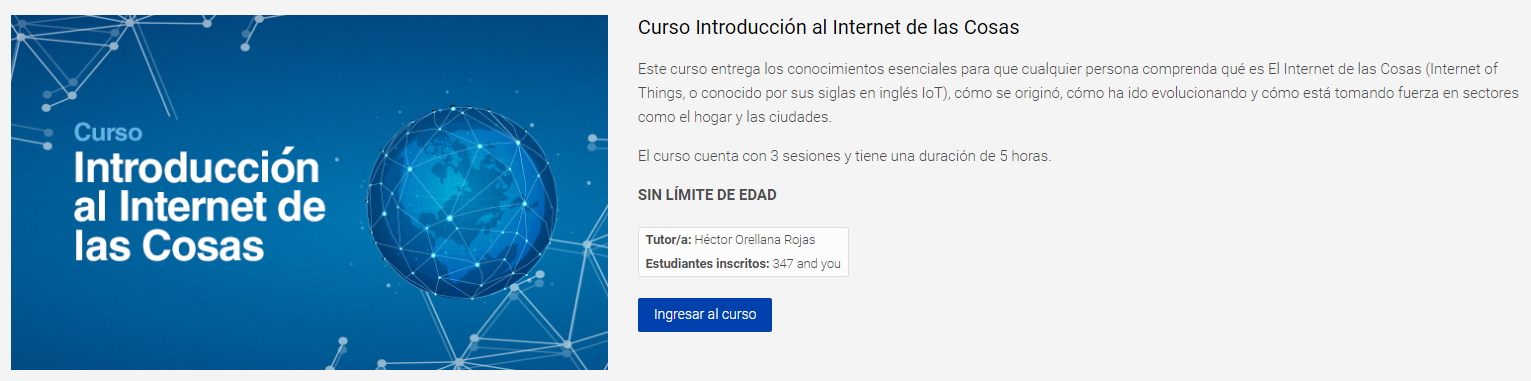 Curso
Introducción
al Internet de
las Cosas
Curso Introducción al Internet de las Cosas
Este curso entrega los conocimientos esenciales para que cualquier persona comprenda qué es El Internet de las Cosas (Internet of
Things, o conocido por sus siglas en inglés IoT), cómo se originó, cómo ha ido evolucionando y cómo está tomando fuerza en sectores
como el hogar y las ciudades.
El curso cuenta con 3 sesiones y tiene una duración de 5 horas.
SIN LÍMITE DE EDAD
Tutor/a: Héctor Orellana Rojas
Estudiantes inscritos: 347 and you
Ingresar al curso